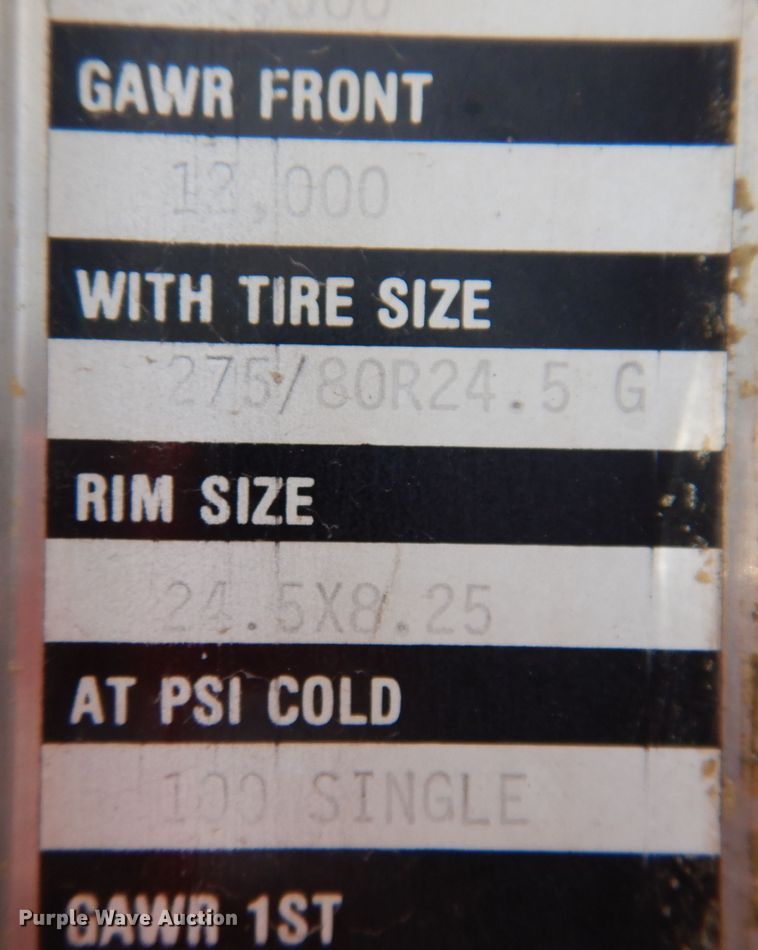 GAWR FRONT
12,000
WITH TIRE SIZE
275/80R24.5 G
RIM SIZE
24.5X8.25
AT PSI COLD
100 SINGLE
GAWR 1ST
Purple Wave Auction